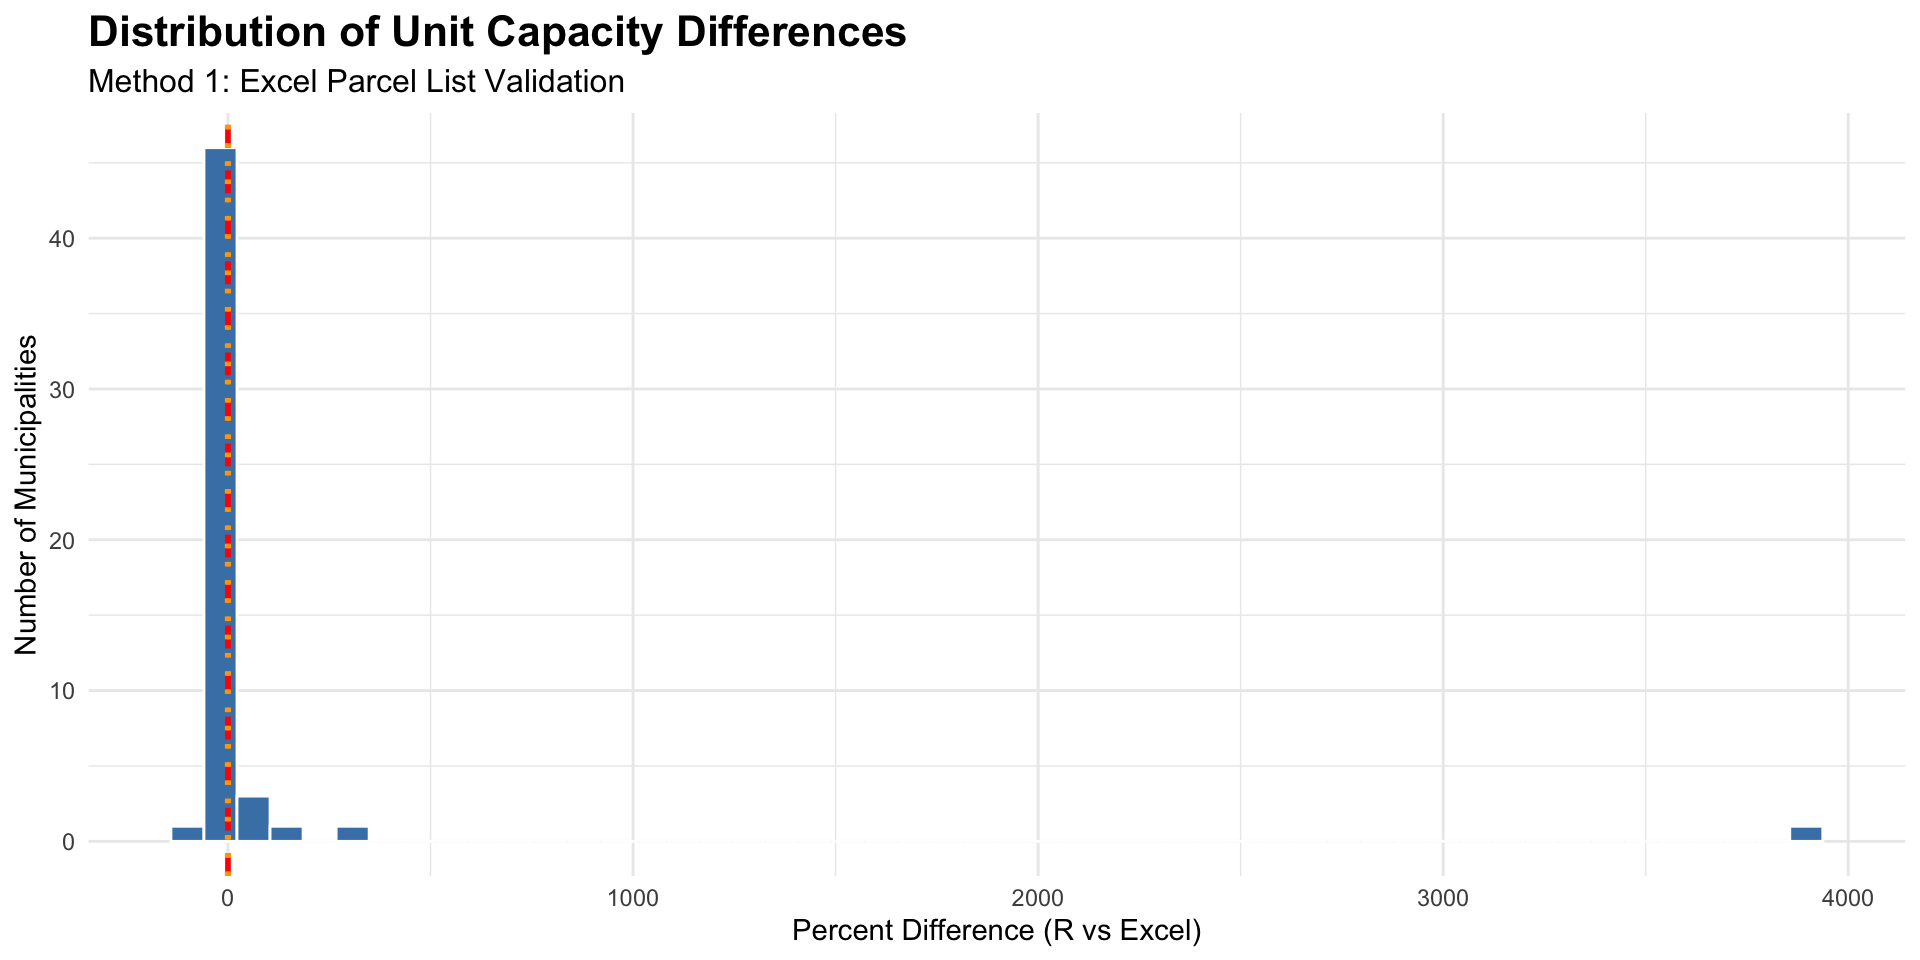 Distribution of Unit Capacity Differences
Method 1: Excel Parcel List Validation
Number of Municipalities
40
30
20
10
0
0 1000 2000 3000 4000
Percent Difference (R vs Excel)